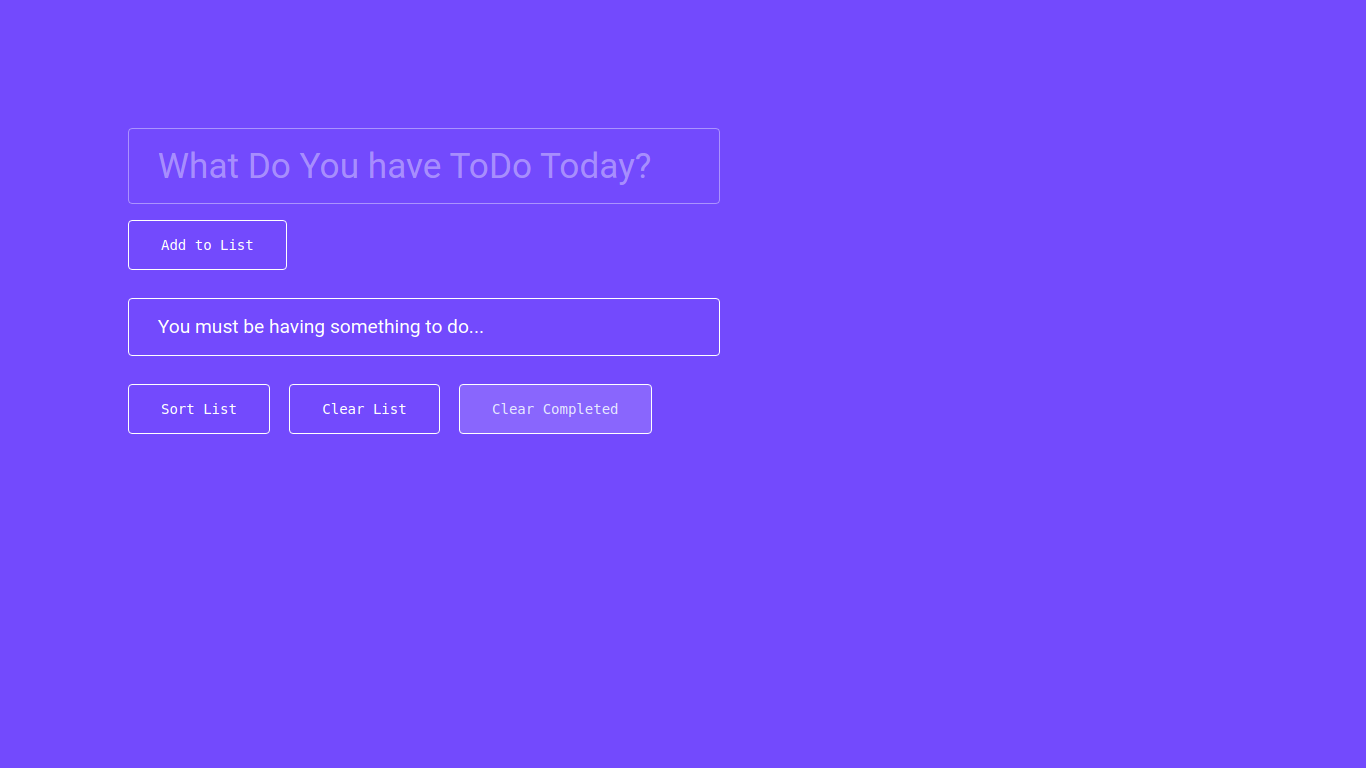 What Do You have ToDo Today?
Add to List
You must be having something to do...
Sort List Clear List Clear Completed